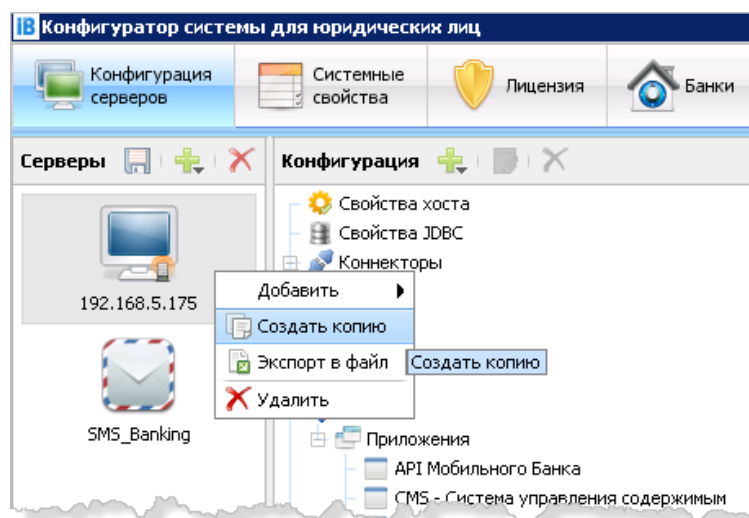 iB Конфигуратор системы для юридических лиц
Конфигурация
серверов
Системные
свойства
Лицензия
Банки
Серверы
Конфигурация
Свойства хоста
Свойства JDBC
Коннекторы
192.168.5.175
Добавить
Создать копию
Экспорт в файл
Создать копию
Удалить
SMS_Banking
Приложения
API Мобильного Банка
CMS - Система управления содержимым